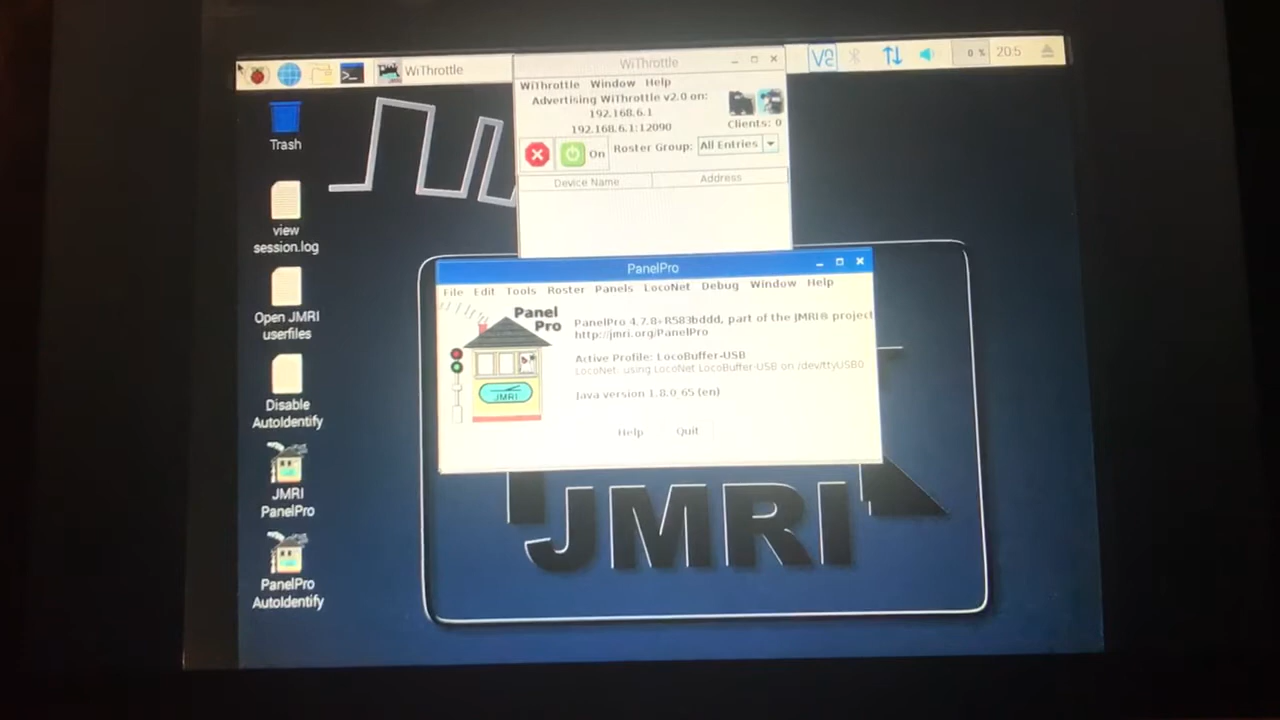 WiThrottle
0 %
20 5
WiThrottle
WiThrottle Window Help
Advertising WiThrottle v2.0 on:
192.168.6.1
192.168.6.1:12090
Clients: 0
On
Roster Group: All Entries
Device Name Address
Trash
view
session.log
Open JMRI
userfiles
Disable
AutoIdentify
JMRI
PanelPro
PanelPro
AutoIdentify
PanelPro
File Edit Tools Roster Panels LocoNet Debug Window Help
Panel
Pro
JMRI
PanelPro 4.7.8+R583bddd, part of the JMRI® project
http://jmri.org/PanelPro
Active Profile: LocoBuffer-USB
LocoNet: using LocoNet LocoBuffer-USB on /dev/ttyUSB0
Java version 1.8.0-65 (en)
Help Quit
JMRI